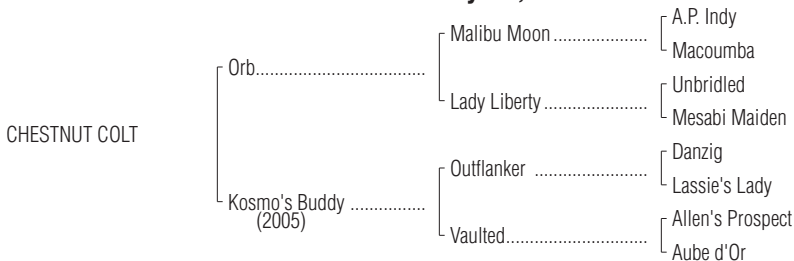 A.P. Indy
Malibu Moon ....................
Macoumba
Orb....................................
Unbridled
Lady Liberty ......................
Mesabi Maiden
CHESTNUT COLT
Danzig
Outflanker ........................
Lassie's Lady
Kosmo's Buddy ................
(2005)
Allen's Prospect
Vaulted..............................
Aube d'Or